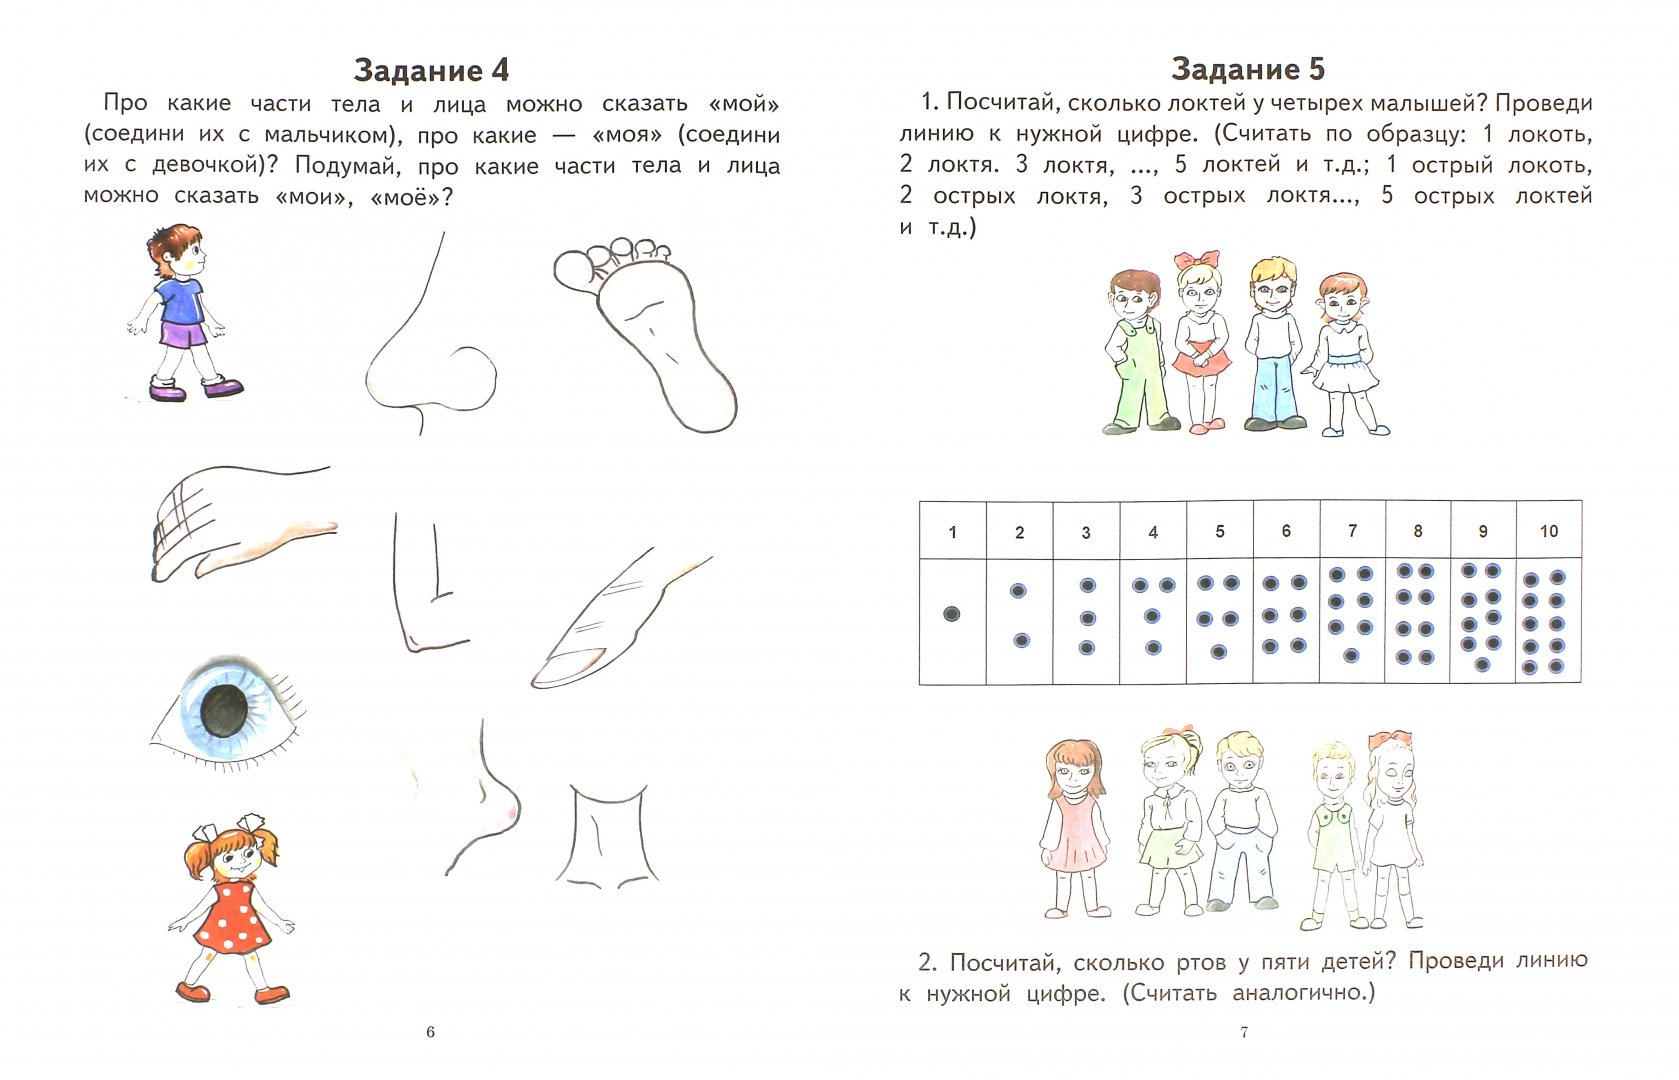 Задание 4
Про какие части тела и лица можно сказать «мой»
(соедини их с мальчиком), про какие — «моя» (соедини
их с девочкой)? Подумай, про какие части тела и лица
можно сказать «мои», «моё»?
6
Задание 5
1. Посчитай, сколько локтей у четырех малышей? Проведи
линию к нужной цифре. (Считать по образцу: 1 локоть,
2 локтя. 3 локтя, ..., 5 локтей и т.д.; 1 острый локоть,
2 острых локтя, 3 острых локтя..., 5 острых локтей
и т.д.)
1 2 3 4 5 6 7 8 9 10
2. Посчитай, сколько ртов у пяти детей? Проведи линию
к нужной цифре. (Считать аналогично.)
7